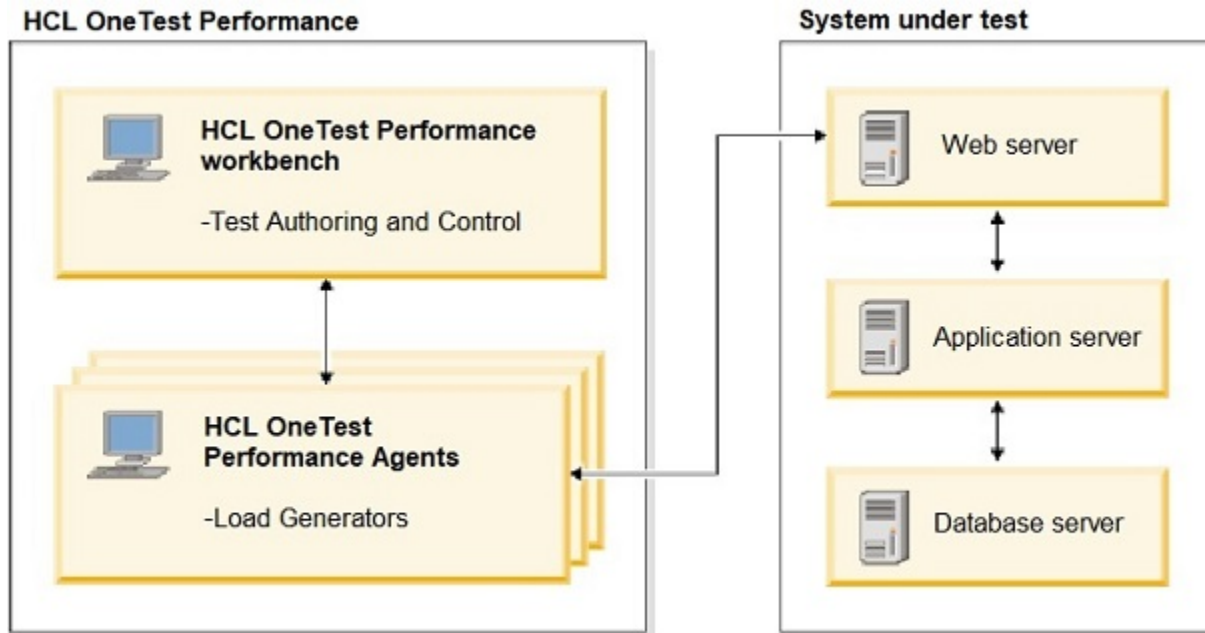 HCL OneTest Performance
HCL OneTest Performance
workbench
-Test Authoring and Control
HCL OneTest
Performance Agents
-Load Generators
System under test
Web server
Application server
Database server